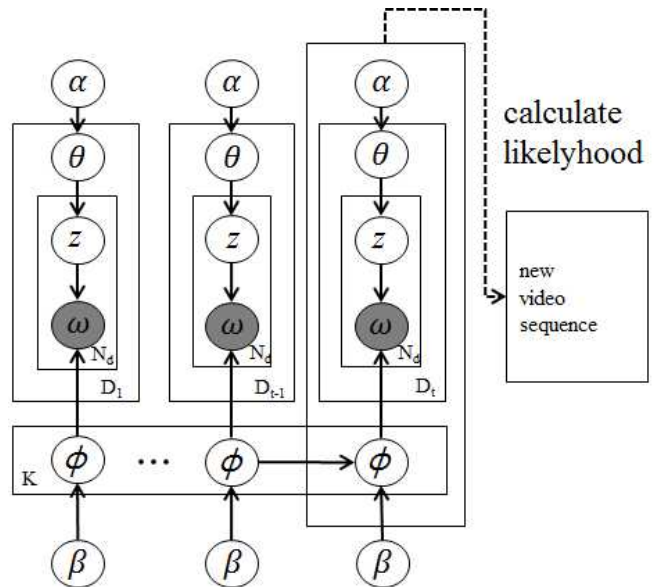 α α α
θ θ θ
z z z
ω ω ω
N_d N_d N_d
D_1 D_{t-1} D_t
calculate
likelyhood
new
video
sequence
ϕ ··· ϕ ϕ
K
β β β